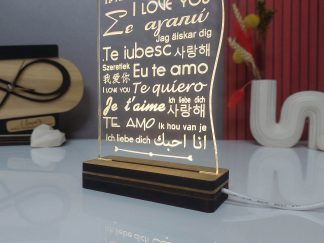 I LOVE YOU
Σε αγαπώ
Jag älskar dig
Te iubesc 사랑해
Szeretlek
我爱你 Eu te amo
I LOVE YOU Te quiero
Je t'aime Ich liebe dich
사랑해
TE AMO Ik hou van je
Ich liebe dich انا احبك